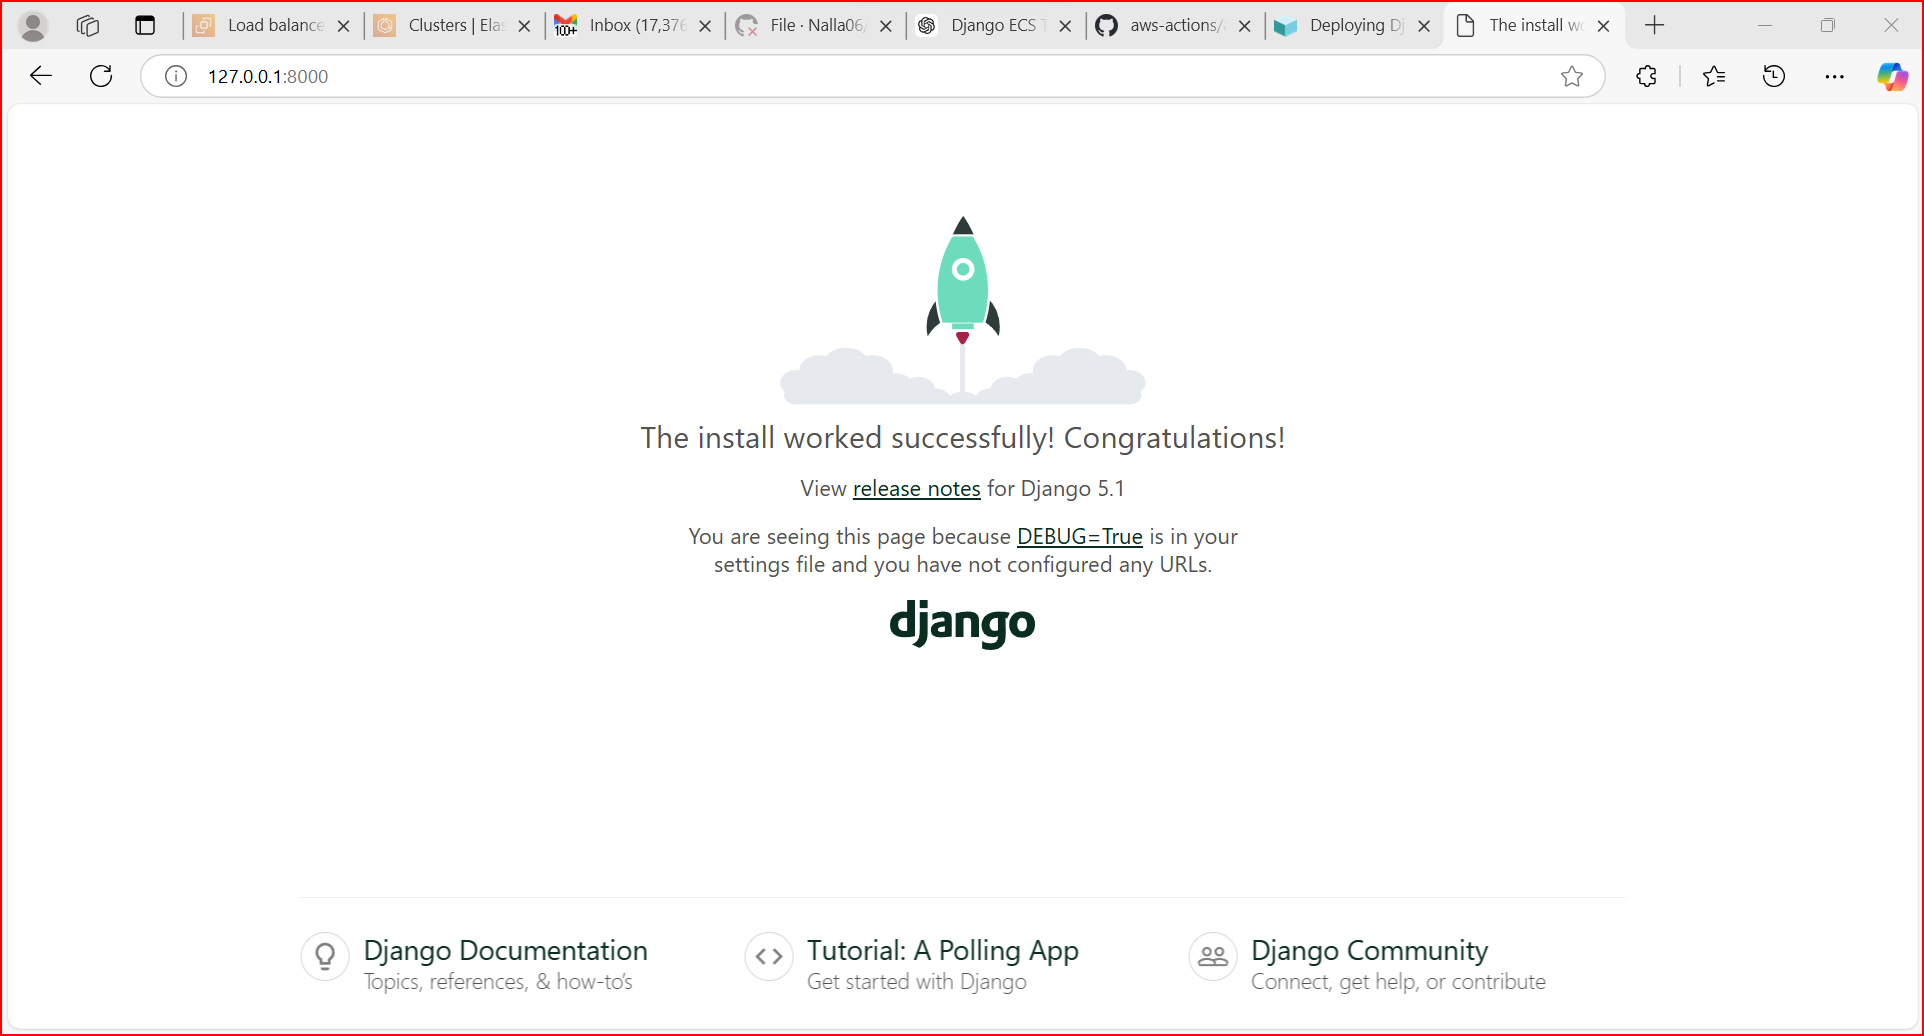 Load balance
Clusters | Elas
100+
Inbox (17,376
File · Nalla06/
Django ECS T
aws-actions/
Deploying Dj
The install wo
127.0.0.1:8000
The install worked successfully! Congratulations!
View release notes for Django 5.1
You are seeing this page because DEBUG=True is in your
settings file and you have not configured any URLs.
django
Django Documentation
Topics, references, & how-to’s
Tutorial: A Polling App
Get started with Django
Django Community
Connect, get help, or contribute